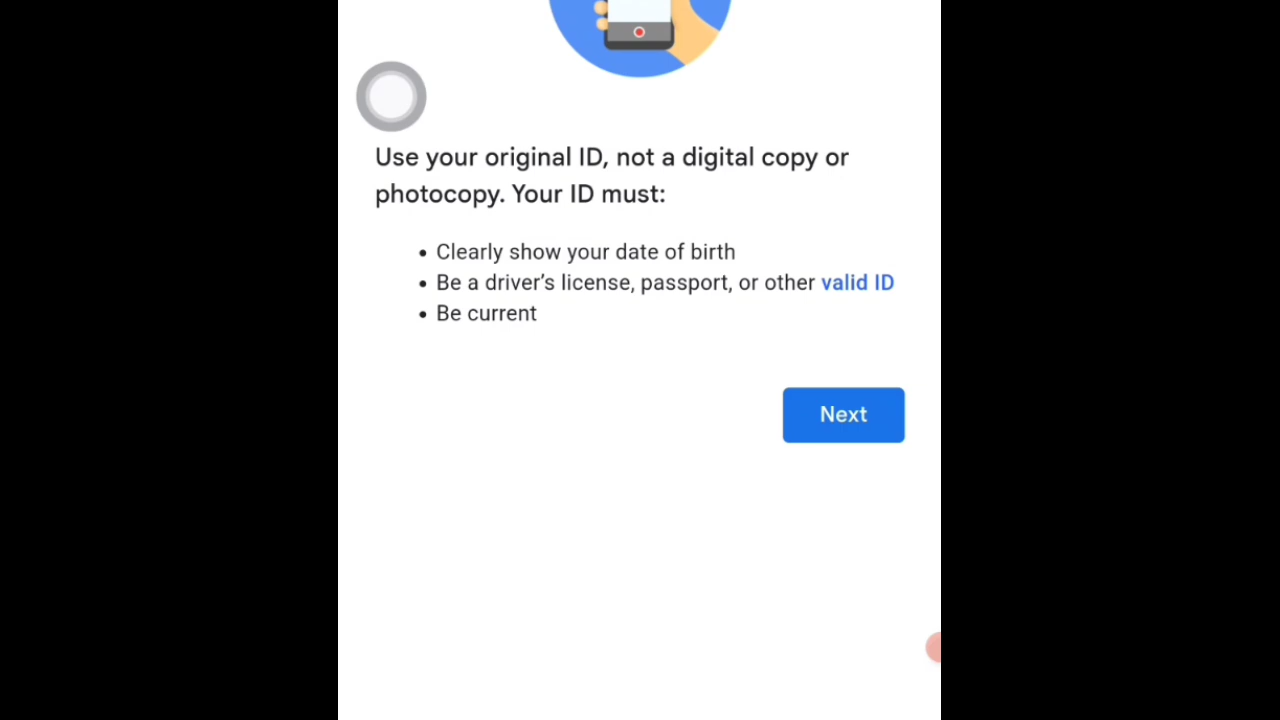 Use your original ID, not a digital copy or
photocopy. Your ID must:
• Clearly show your date of birth
• Be a driver’s license, passport, or other valid ID
• Be current
Next